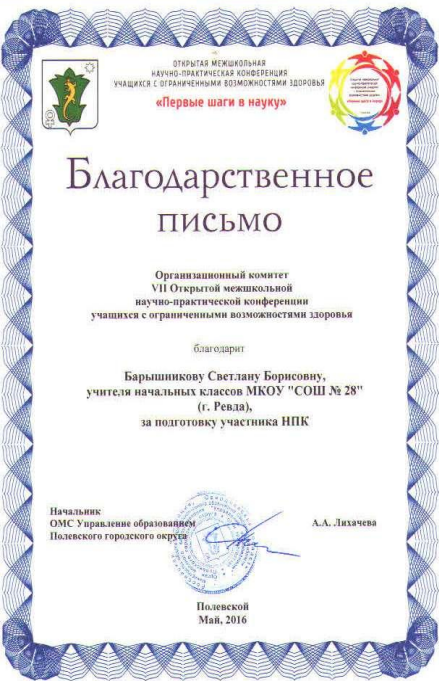 ОТКРЫТАЯ МЕЖШКОЛЬНАЯ
НАУЧНО-ПРАКТИЧЕСКАЯ КОНФЕРЕНЦИЯ
УЧАЩИХСЯ С ОГРАНИЧЕННЫМИ ВОЗМОЖНОСТЯМИ ЗДОРОВЬЯ
«Первые шаги в науку»
Благодарственное
письмо
Организационный комитет
VII Открытой межшкольной
научно-практической конференции
учащихся с ограниченными возможностями здоровья
благодарит
Барышникову Светлану Борисовну,
учителя начальных классов МКОУ "СОШ № 28"
(г. Ревда),
за подготовку участника НПК
Начальник
ОМС Управление образованием
Полевского городского округа
А.А. Лихачева
Полевской
Май, 2016